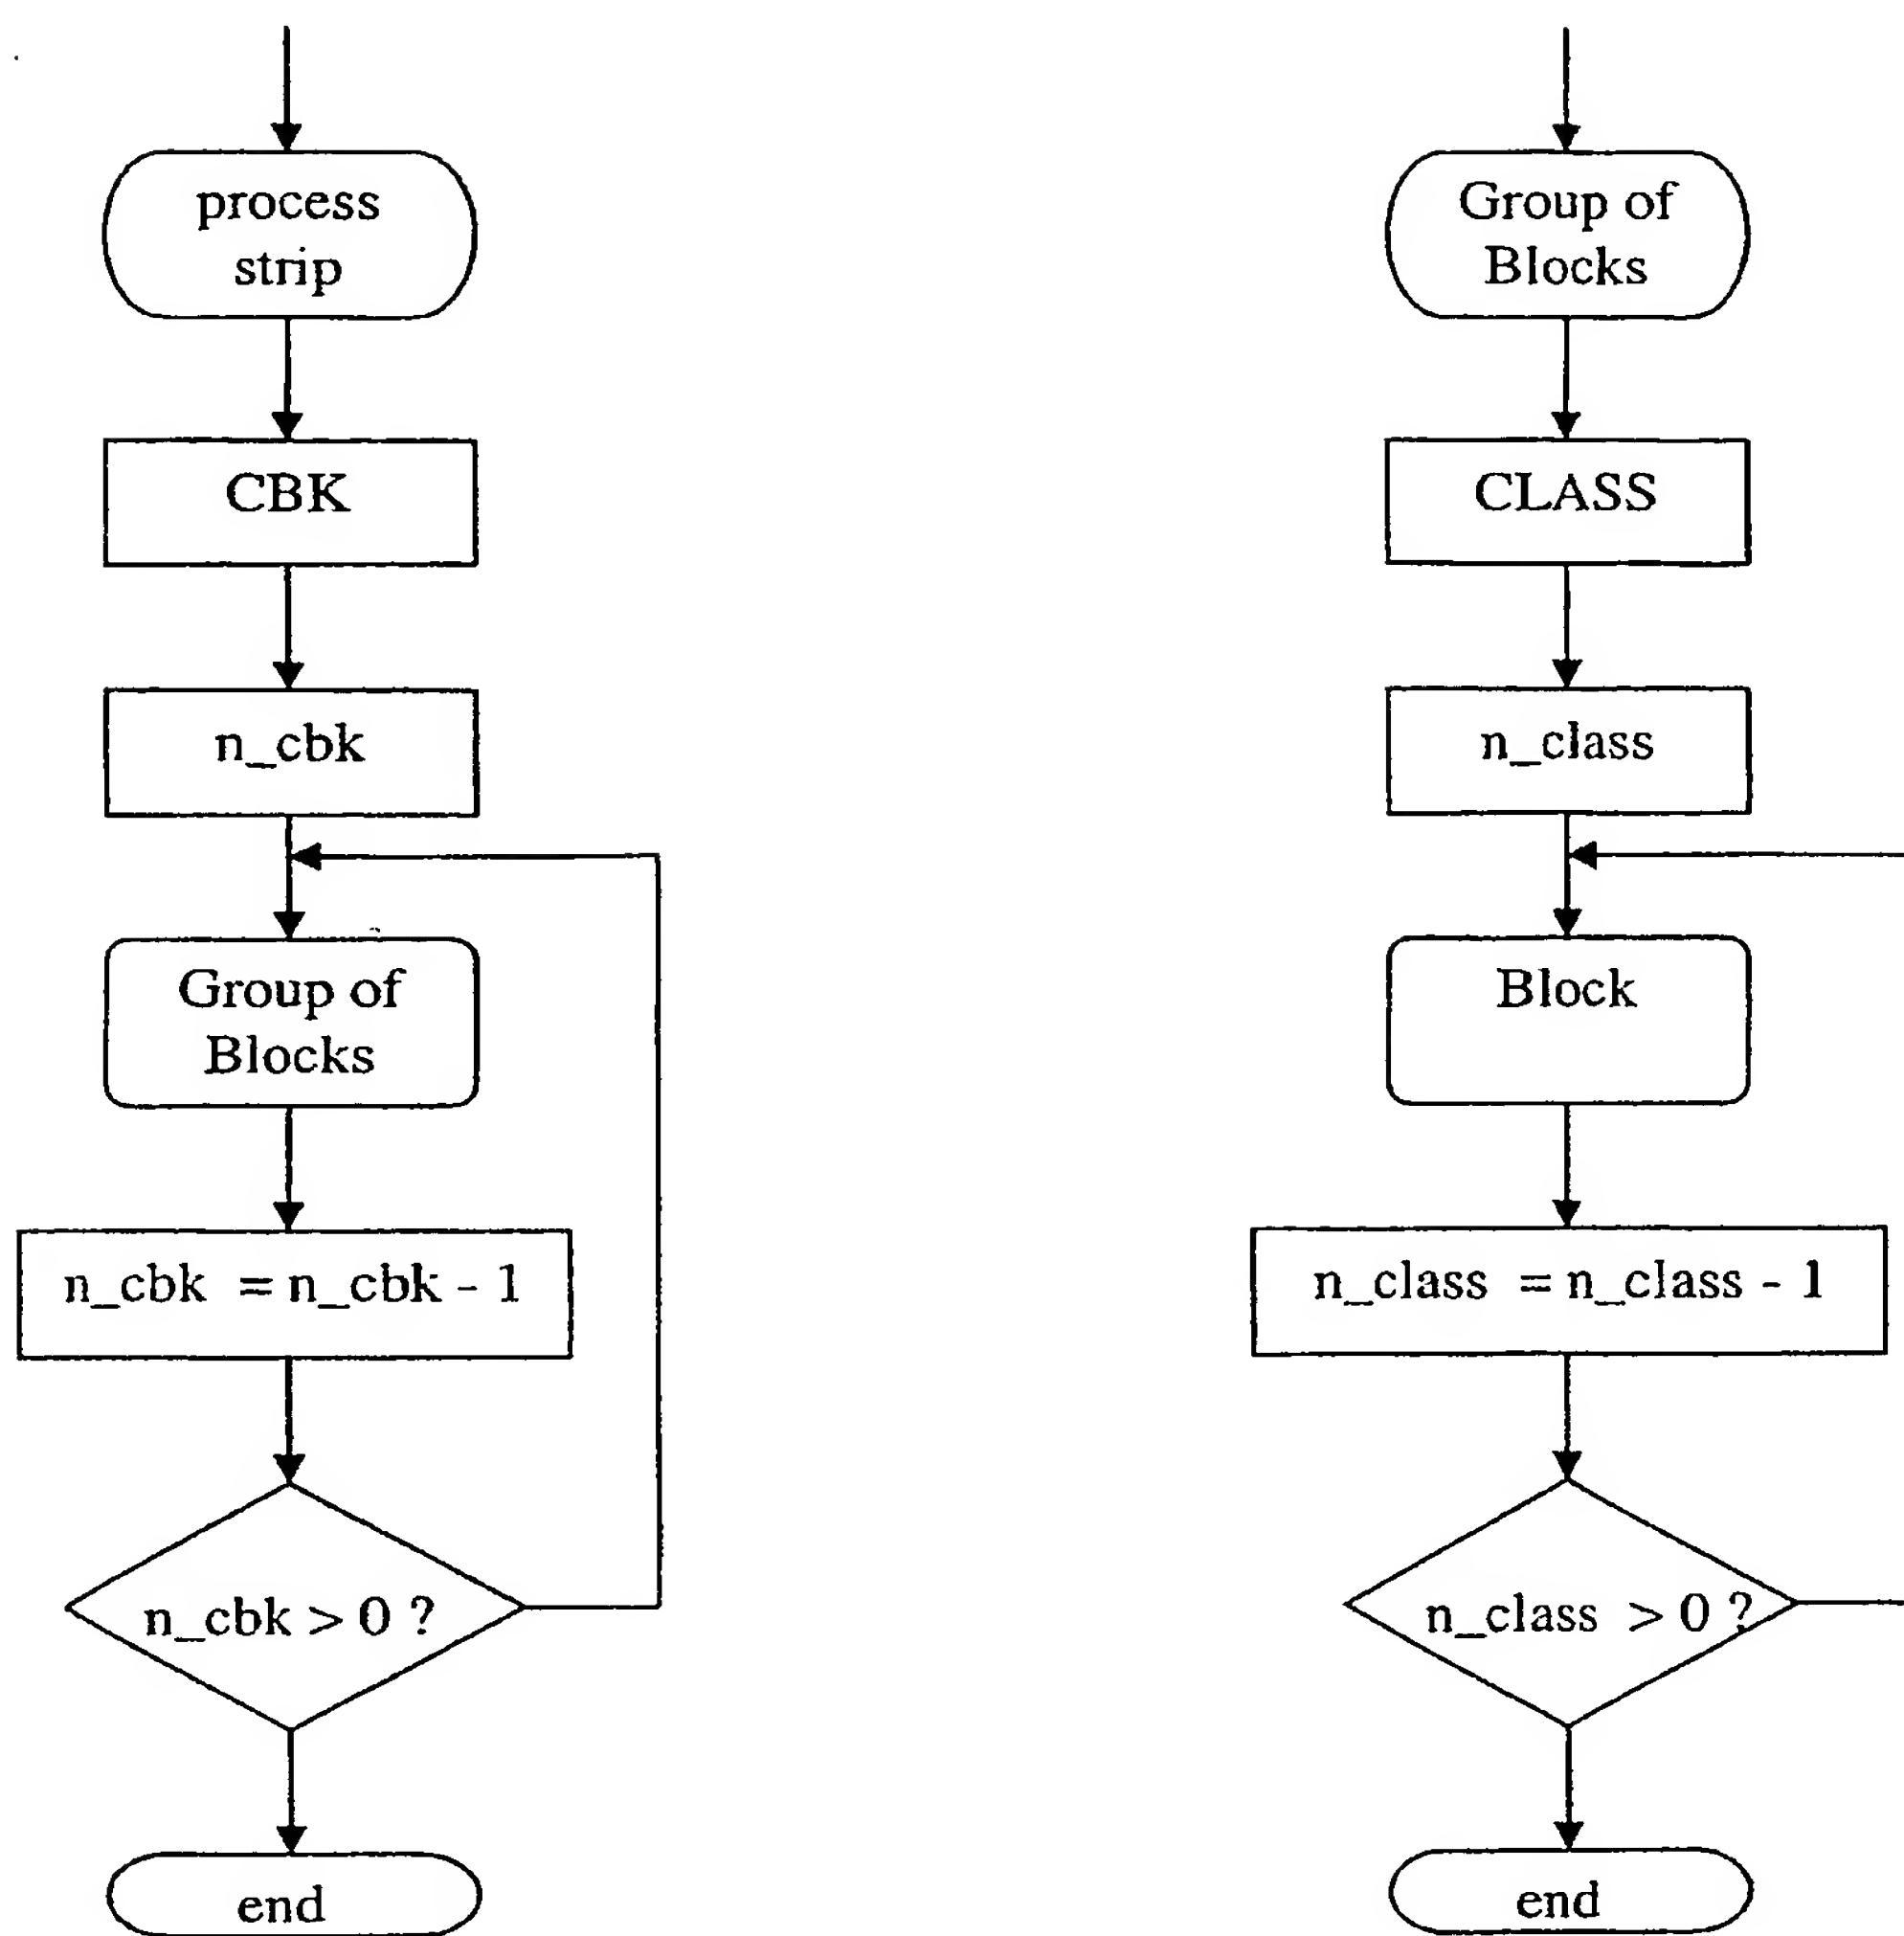 process
strip
CBK
n_cbk
Group of
Blocks
n_cbk = n_cbk - 1
n_cbk > 0 ?
end
Group of
Blocks
CLASS
n_class
Block
n_class = n_class - 1
n_class > 0 ?
end